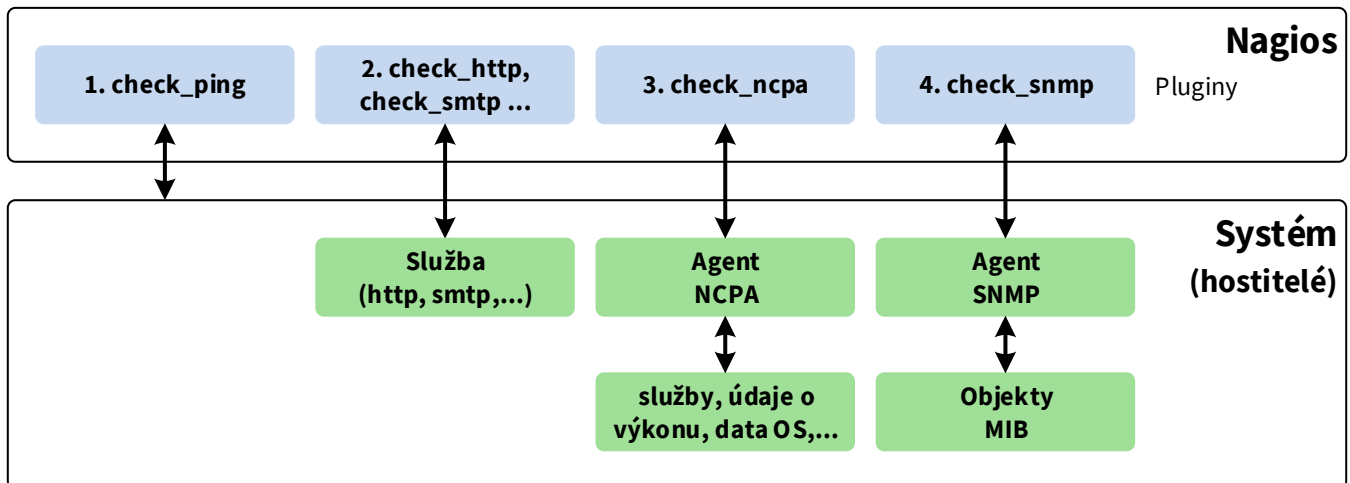 Nagios
1. check_ping
2. check_http,
check_smtp ...
3. check_ncpa
4. check_snmp
Pluginy
Systém
(hostitelé)
Služba
(http, smtp,...)
Agent
NCPA
Agent
SNMP
služby, údaje o
výkonu, data OS,...
Objekty
MIB